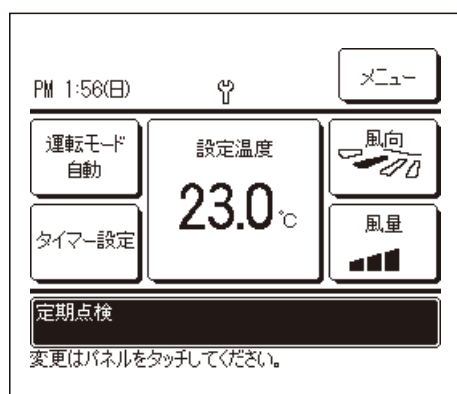 PM 1:56(日)
メニュー
運転モード
自動
設定温度
23.0℃
風向
タイマー設定
風量
定期点検
変更はパネルをタッチしてください。